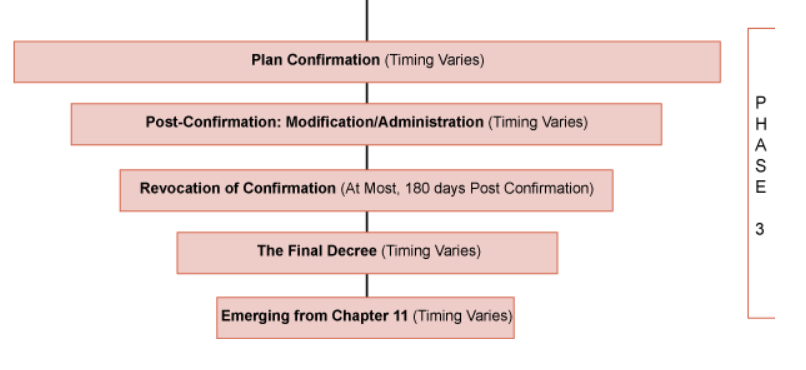 Plan Confirmation (Timing Varies)
Post-Confirmation: Modification/Administration (Timing Varies)
Revocation of Confirmation (At Most, 180 days Post Confirmation)
The Final Decree (Timing Varies)
Emerging from Chapter 11 (Timing Varies)
PHASE 3